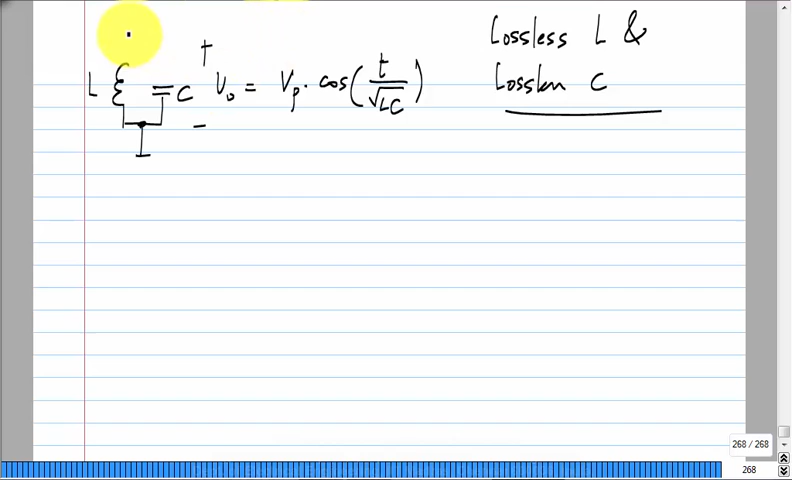 Lossless L &
Lossless C
L C + V₀ = Vₚ · cos(t/√LC)
−
268 / 268
268